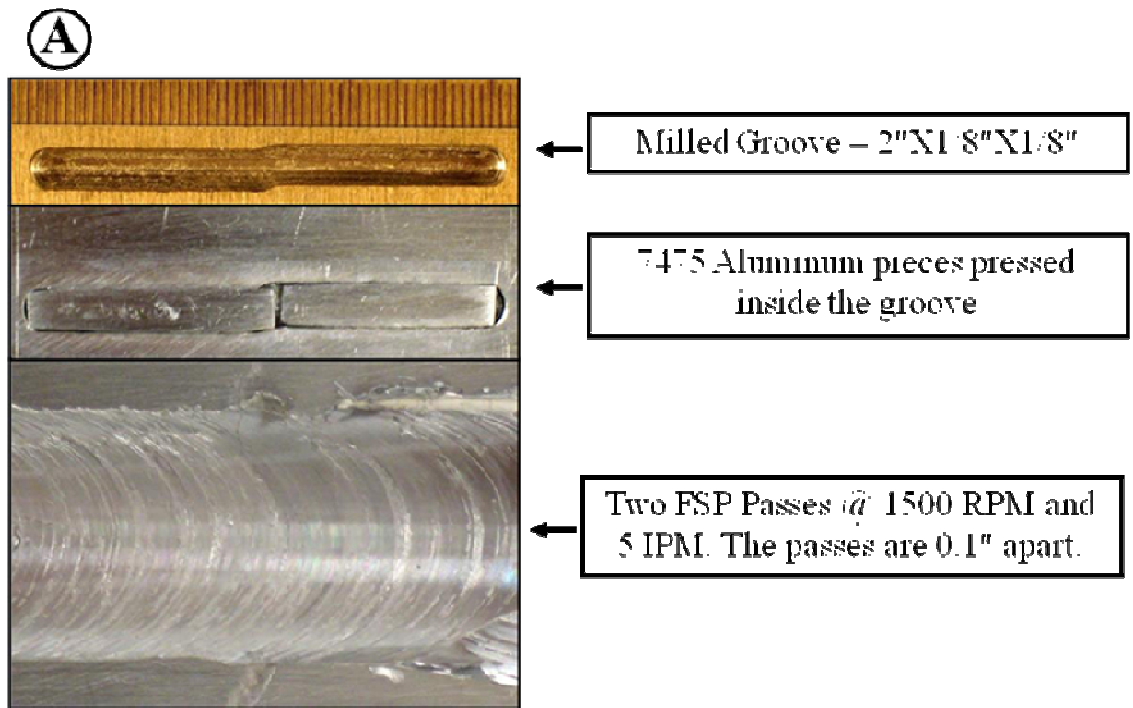 A
Milled Groove – 2"X1/8"X1/8"
7475 Aluminum pieces pressed
inside the groove
Two FSP Passes @ 1500 RPM and
5 IPM. The passes are 0.1" apart.